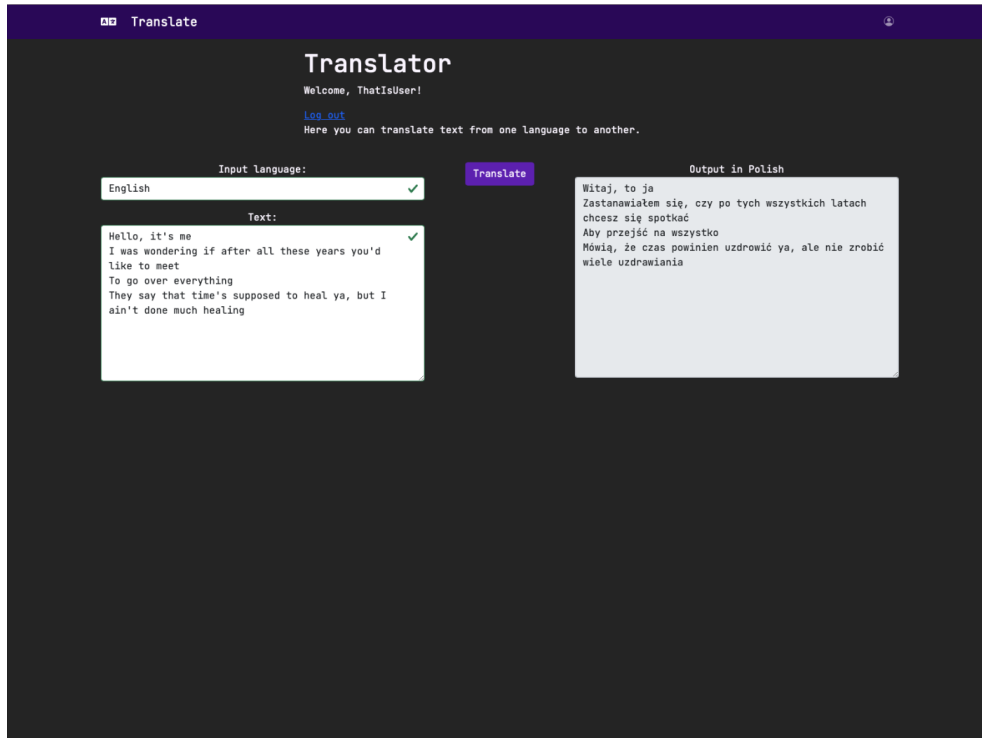 Translate
Translator
Welcome, ThatIsUser!
Log out
Here you can translate text from one language to another.
Input language:
English
Text:
Hello, it's me
I was wondering if after all these years you'd
like to meet
To go over everything
They say that time's supposed to heal ya, but I
ain't done much healing
Translate
Output in Polish
Witaj, to ja
Zastanawiałem się, czy po tych wszystkich latach
chcesz się spotkać
Aby przejść na wszystko
Mówią, że czas powinien uzdrowić ya, ale nie zrobić
wiele uzdrawiania